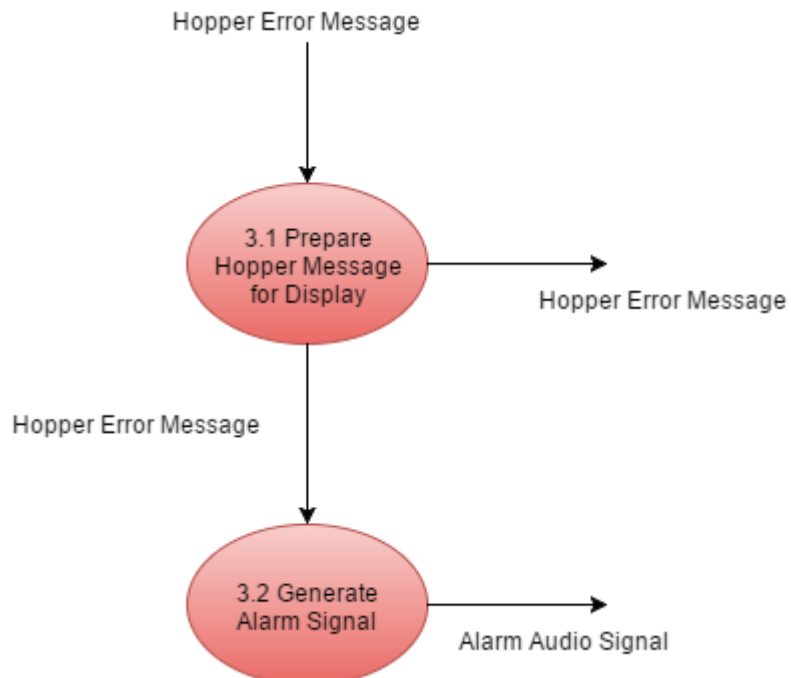 Hopper Error Message
3.1 Prepare
Hopper Message
for Display
Hopper Error Message
Hopper Error Message
3.2 Generate
Alarm Signal
Alarm Audio Signal